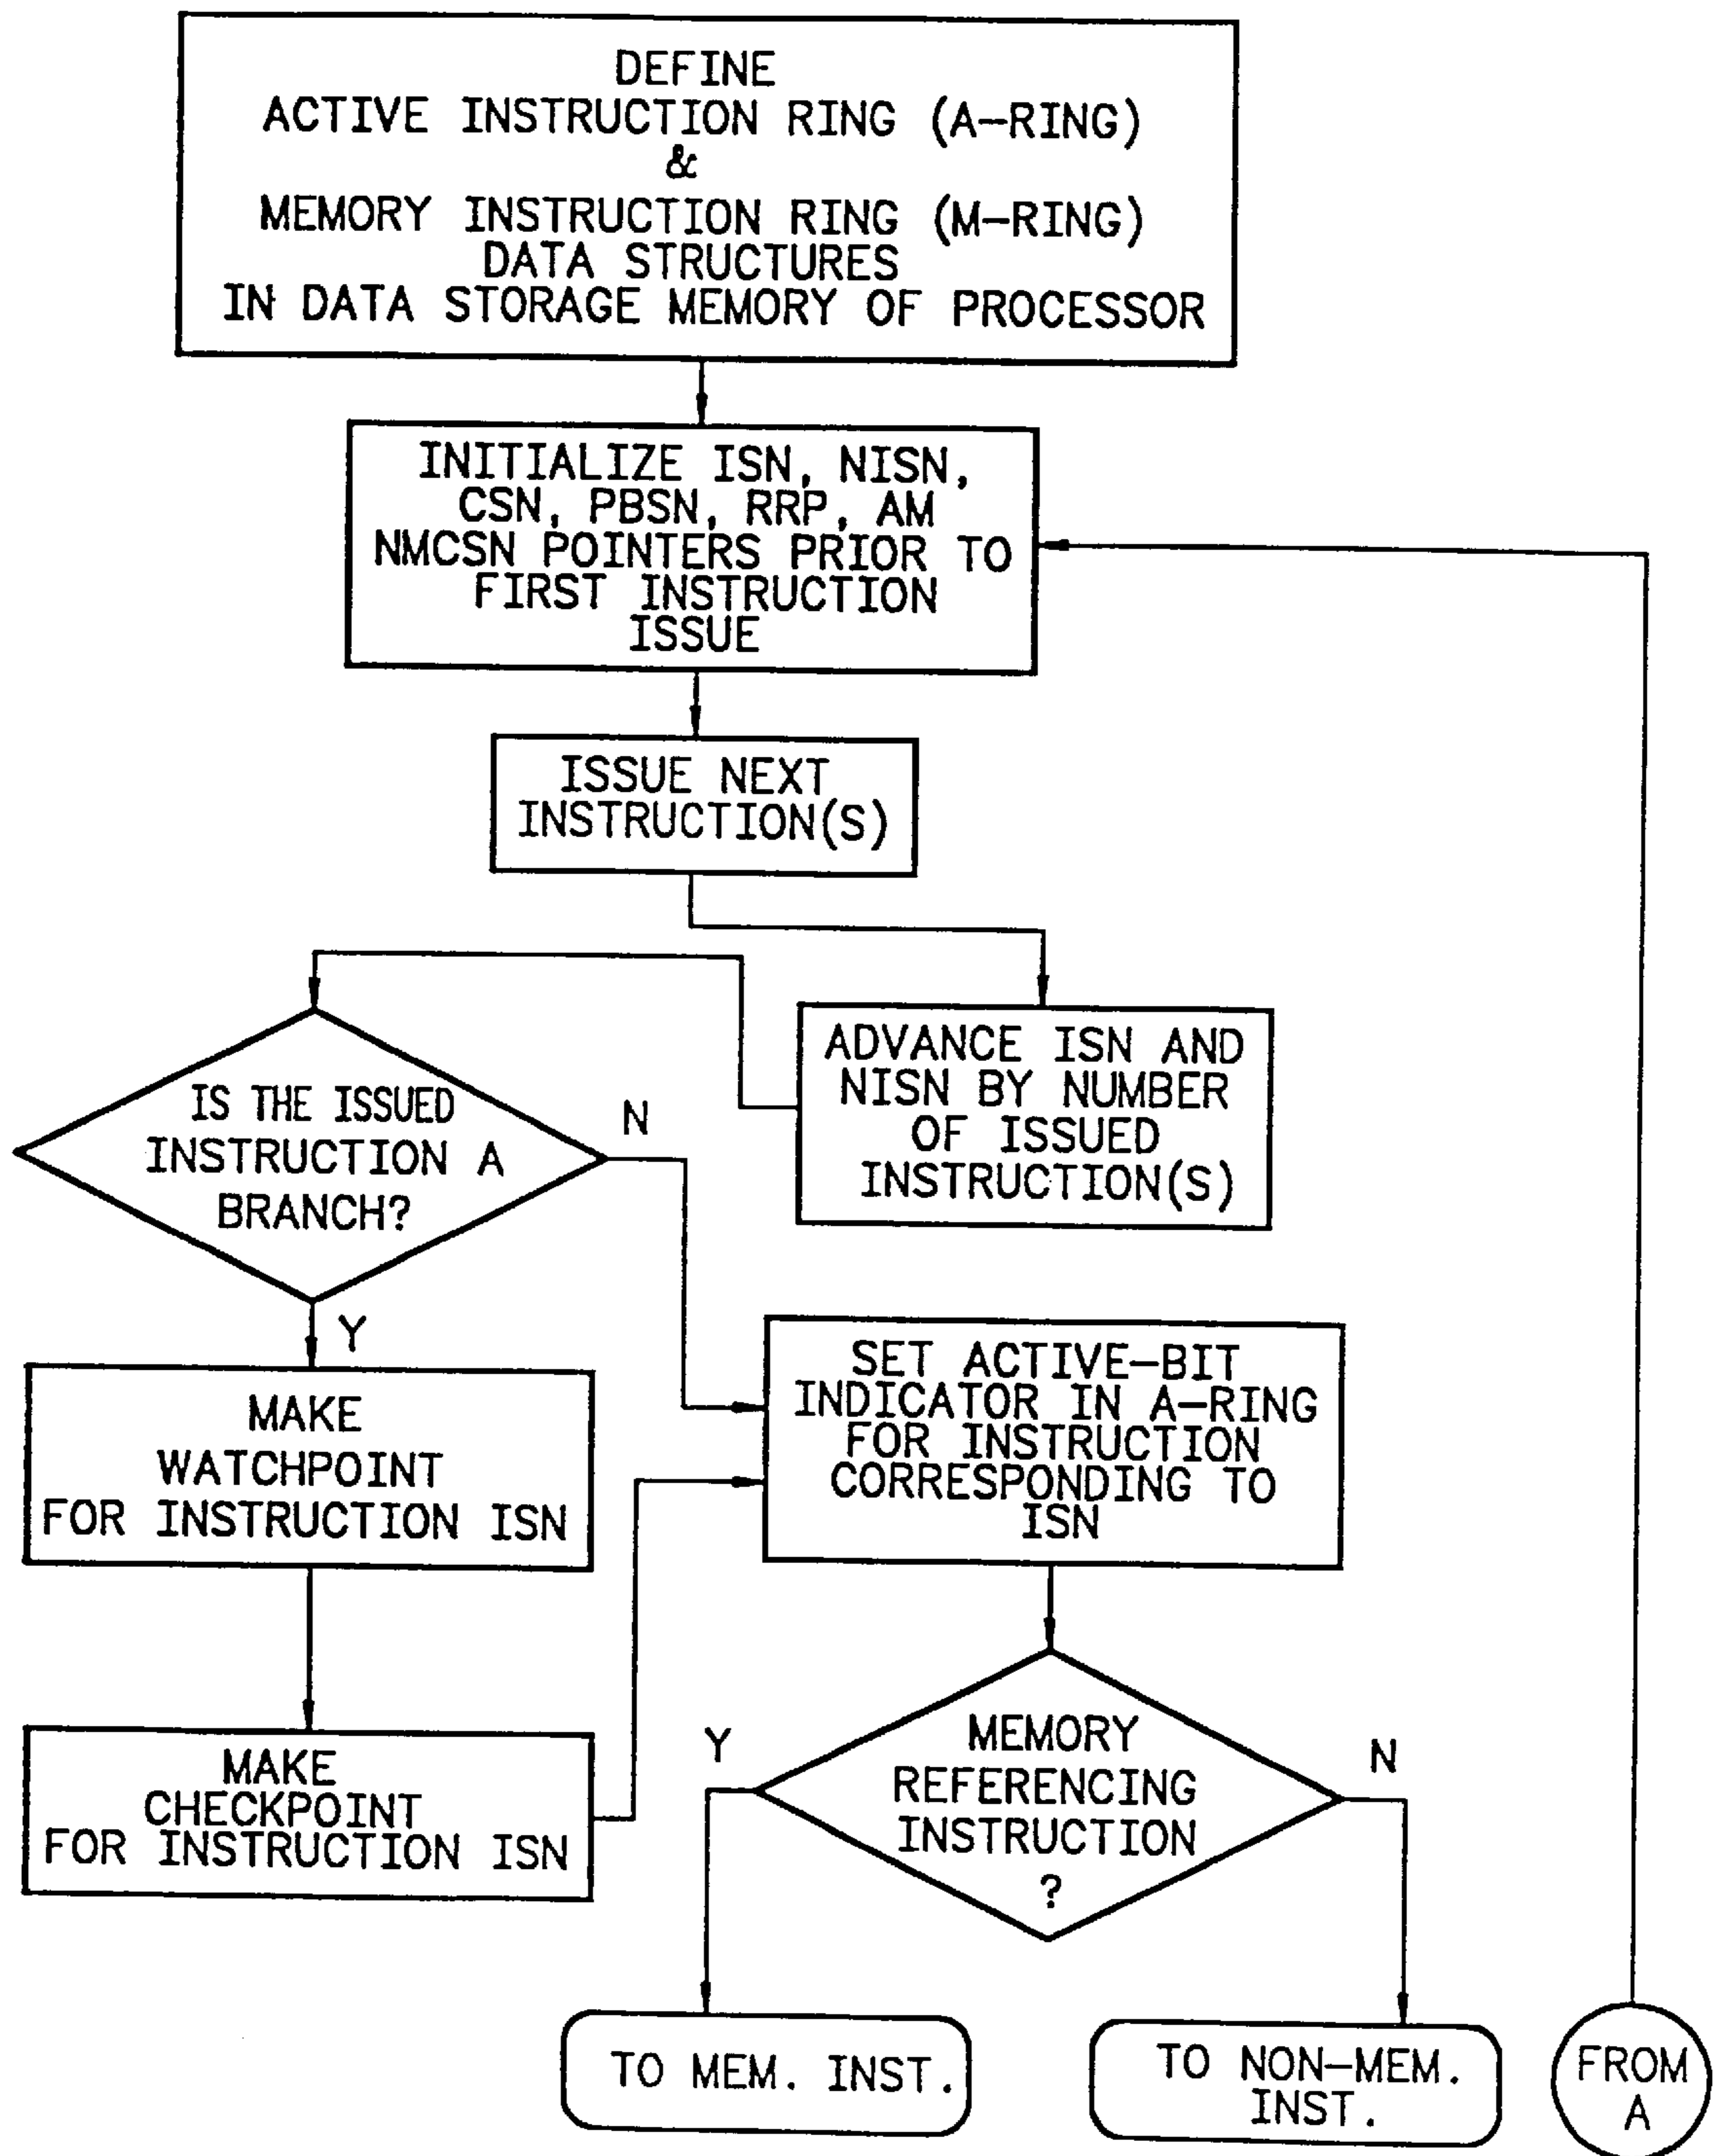 DEFINE
ACTIVE INSTRUCTION RING (A-RING)
&
MEMORY INSTRUCTION RING (M-RING)
DATA STRUCTURES
IN DATA STORAGE MEMORY OF PROCESSOR
INITIALIZE ISN, NISN,
CSN, PBSN, RRP, AM
NMCSN POINTERS PRIOR TO
FIRST INSTRUCTION
ISSUE
ISSUE NEXT
INSTRUCTION(S)
ADVANCE ISN AND
NISN BY NUMBER
OF ISSUED
INSTRUCTION(S)
IS THE ISSUED
INSTRUCTION A
BRANCH?
N
Y
MAKE
WATCHPOINT
FOR INSTRUCTION ISN
MAKE
CHECKPOINT
FOR INSTRUCTION ISN
SET ACTIVE-BIT
INDICATOR IN A-RING
FOR INSTRUCTION
CORRESPONDING TO
ISN
MEMORY
REFERENCING
INSTRUCTION
?
Y
N
TO MEM. INST.
TO NON-MEM.
INST.
FROM
A